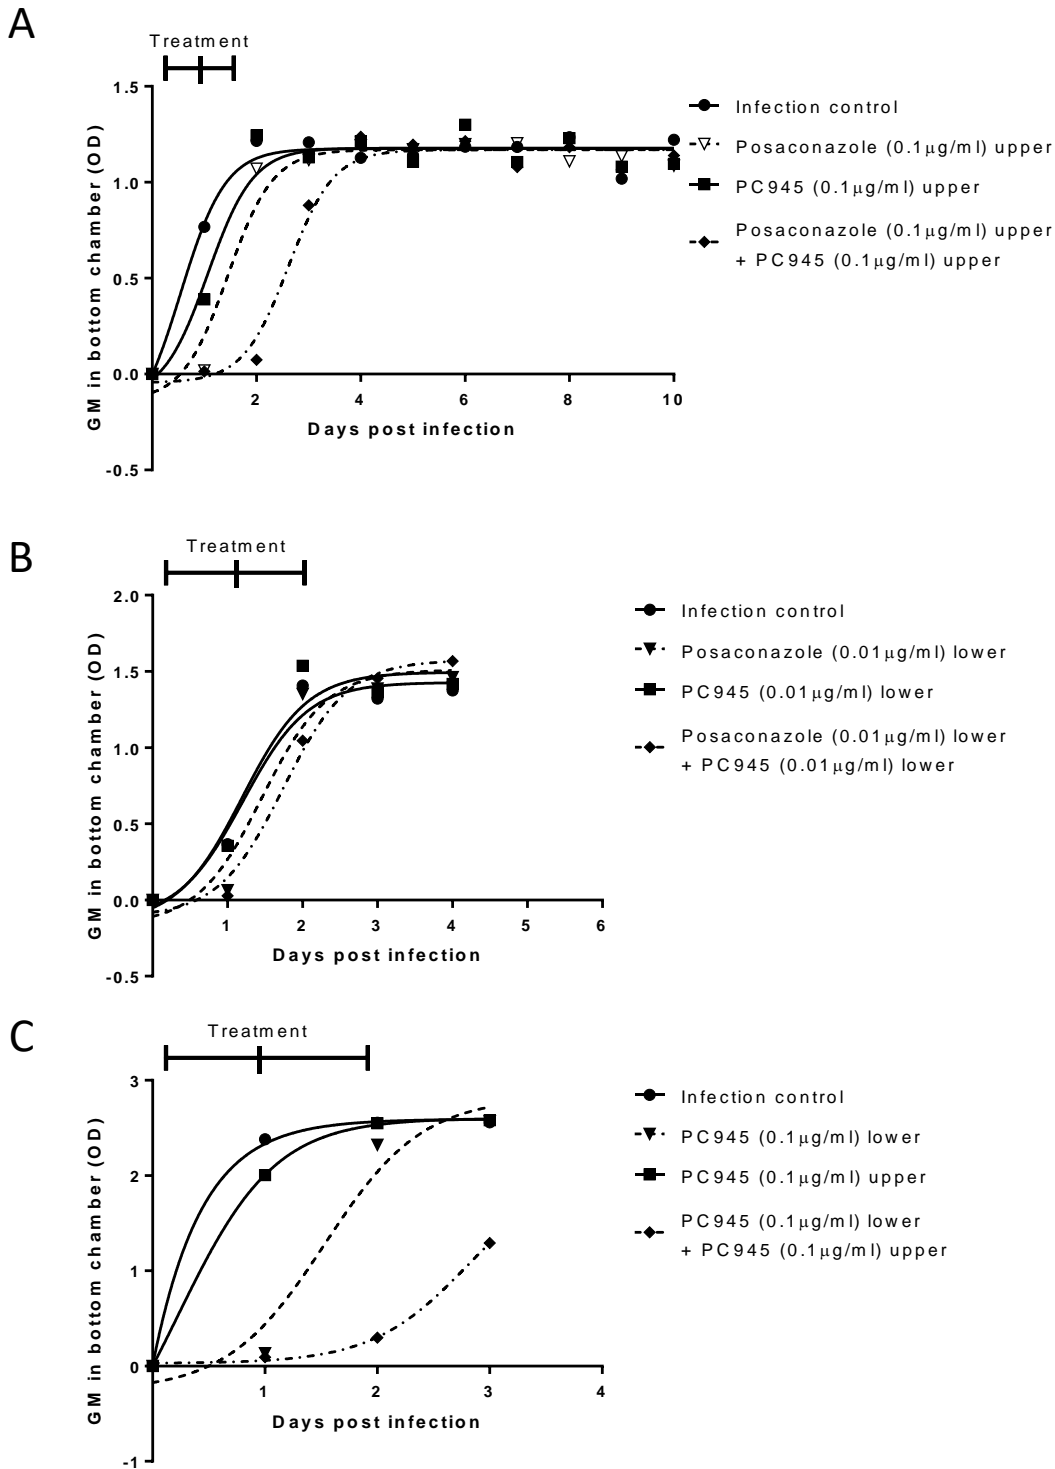 A
Treatment
1.5
1.0
0.5
0.0
-0.5
GM in bottom chamber (OD)
2
4
6
8
10
Days post infection
Infection control
Posaconazole (0.1µg/ml) upper
PC945 (0.1µg/ml) upper
Posaconazole (0.1µg/ml) upper
+ PC945 (0.1µg/ml) upper
B
Treatment
2.0
1.5
1.0
0.5
0.0
-0.5
GM in bottom chamber (OD)
1
2
3
4
5
6
Days post infection
Infection control
Posaconazole (0.01µg/ml) lower
PC945 (0.01µg/ml) lower
Posaconazole (0.01µg/ml) lower
+ PC945 (0.01µg/ml) lower
C
Treatment
3
2
1
0
-1
GM in bottom chamber (OD)
1
2
3
4
Days post infection
Infection control
PC945 (0.1µg/ml) lower
PC945 (0.1µg/ml) upper
PC945 (0.1µg/ml) lower
+ PC945 (0.1µg/ml) upper